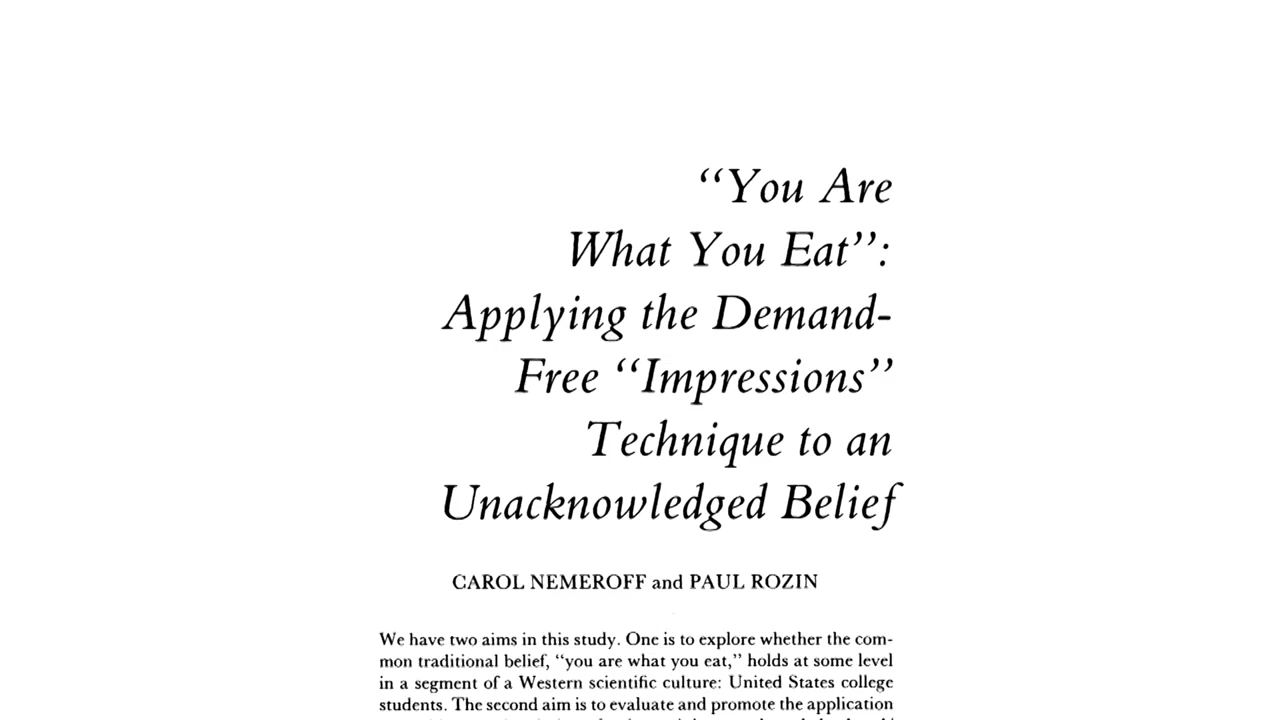 “You Are
What You Eat”:
Applying the Demand-
Free “Impressions”
Technique to an
Unacknowledged Belief
CAROL NEMEROFF and PAUL ROZIN
We have two aims in this study. One is to explore whether the com-
mon traditional belief, “you are what you eat,” holds at some level
in a segment of a Western scientific culture: United States college
students. The second aim is to evaluate and promote the application